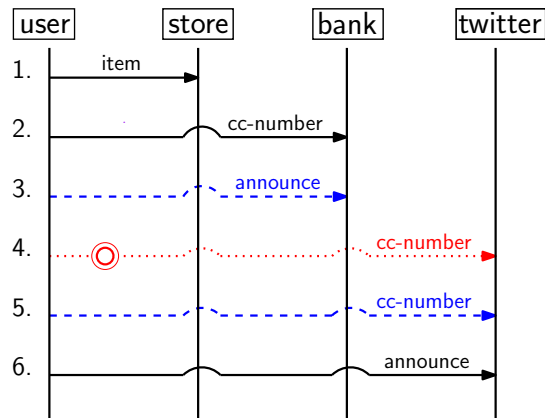 user store bank twitter
1. item
2. cc-number
3. announce
4. cc-number
5. cc-number
6. announce